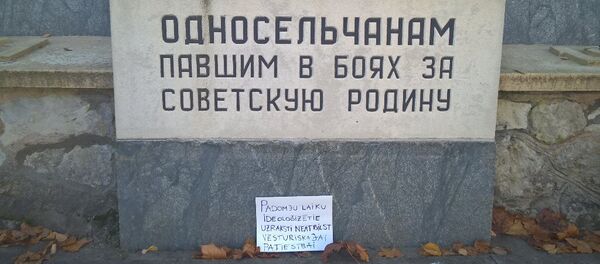 ОДНОСЕЛЬЧАНАМ
ПАВШИМ В БОЯХ ЗА
СОВЕТСКУЮ РОДИНУ
PADOMJU LAIKU
IDEOLOĢIZĒTIE
UZRAKSTI NEATBILST
VĒSTURISKAJAI
PATIESĪBAI